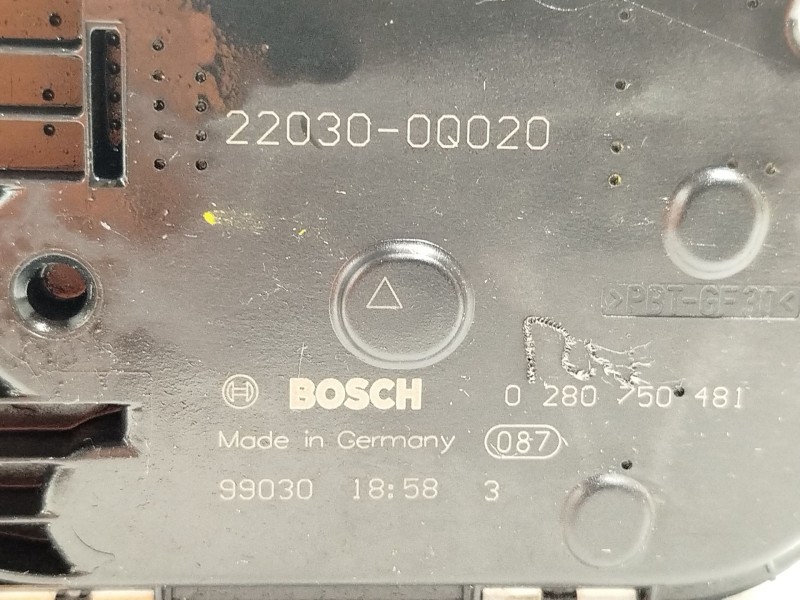 22030-0Q020
>PBT-GF30<
BOSCH 0 280 750 481
Made in Germany 087
99030 18:58 3